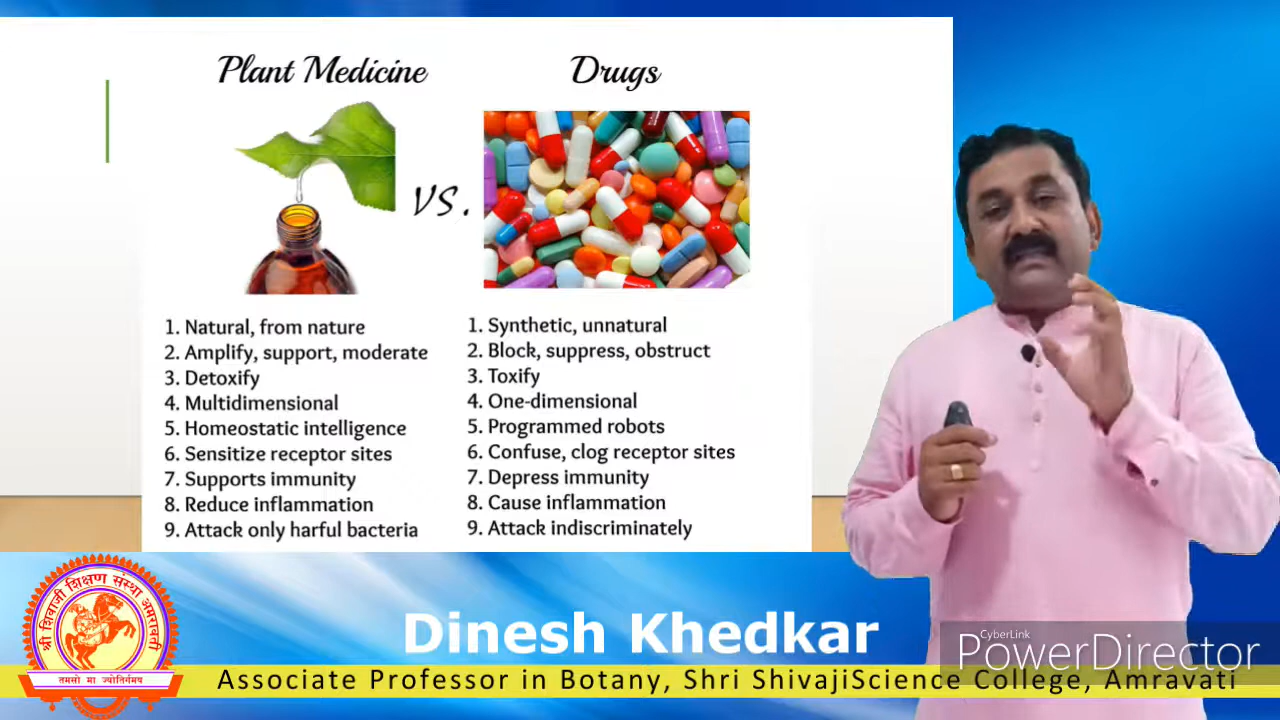 Plant Medicine
Drugs
vs.
1. Natural, from nature
2. Amplify, support, moderate
3. Detoxify
4. Multidimensional
5. Homeostatic intelligence
6. Sensitize receptor sites
7. Supports immunity
8. Reduce inflammation
9. Attack only harful bacteria
1. Synthetic, unnatural
2. Block, suppress, obstruct
3. Toxify
4. One-dimensional
5. Programmed robots
6. Confuse, clog receptor sites
7. Depress immunity
8. Cause inflammation
9. Attack indiscriminately
श्री शिवाजी शिक्षण संस्था अमरावती
तमसो मा ज्योतिर्गमय
Dinesh Khedkar
Associate Professor in Botany, Shri ShivajiScience College, Amravati
CyberLink
PowerDirector